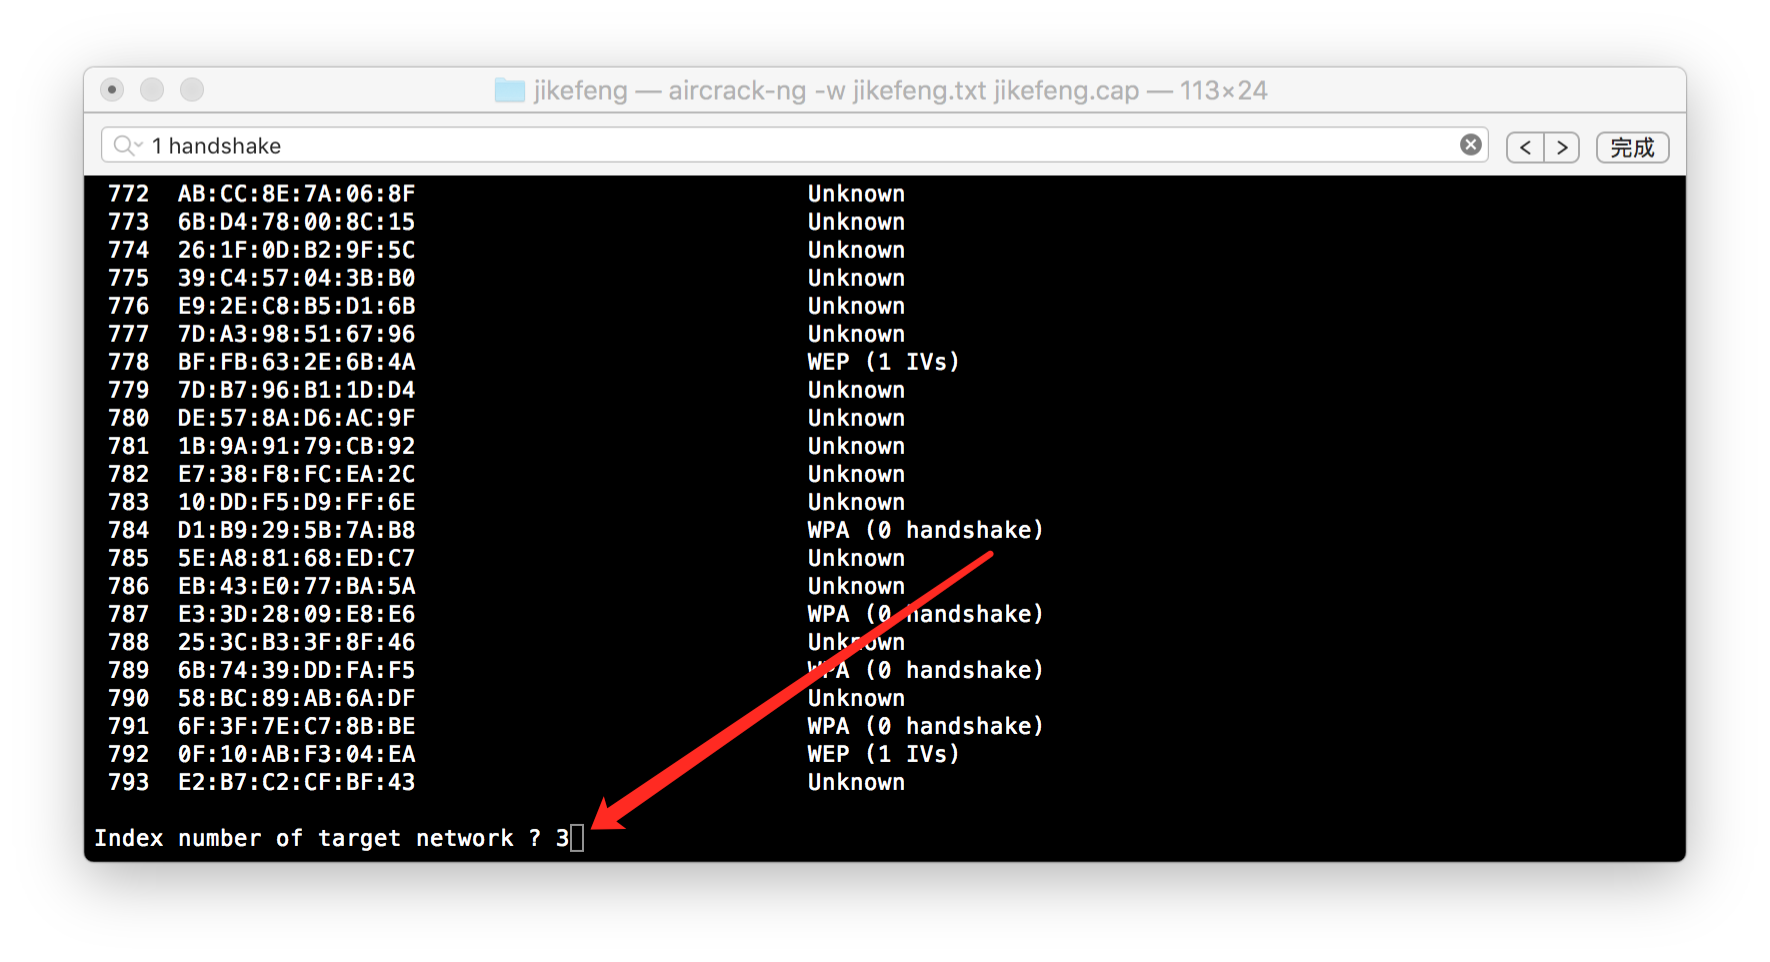 jikefeng — aircrack-ng -w jikefeng.txt jikefeng.cap — 113×24
1 handshake < > 完成
772 AB:CC:8E:7A:06:8F Unknown
773 6B:D4:78:00:8C:15 Unknown
774 26:1F:0D:B2:9F:5C Unknown
775 39:C4:57:04:3B:B0 Unknown
776 E9:2E:C8:B5:D1:6B Unknown
777 7D:A3:98:51:67:96 Unknown
778 BF:FB:63:2E:6B:4A WEP (1 IVs)
779 7D:B7:96:B1:1D:D4 Unknown
780 DE:57:8A:D6:AC:9F Unknown
781 1B:9A:91:79:CB:92 Unknown
782 E7:38:F8:FC:EA:2C Unknown
783 10:DD:F5:D9:FF:6E Unknown
784 D1:B9:29:5B:7A:B8 WPA (0 handshake)
785 5E:A8:81:68:ED:C7 Unknown
786 EB:43:E0:77:BA:5A Unknown
787 E3:3D:28:09:E8:E6 WPA (0 handshake)
788 25:3C:B3:3F:8F:46 Unknown
789 6B:74:39:DD:FA:F5 WPA (0 handshake)
790 58:BC:89:AB:6A:DF Unknown
791 6F:3F:7E:C7:8B:BE WPA (0 handshake)
792 0F:10:AB:F3:04:EA WEP (1 IVs)
793 E2:B7:C2:CF:BF:43 Unknown
Index number of target network ? 3